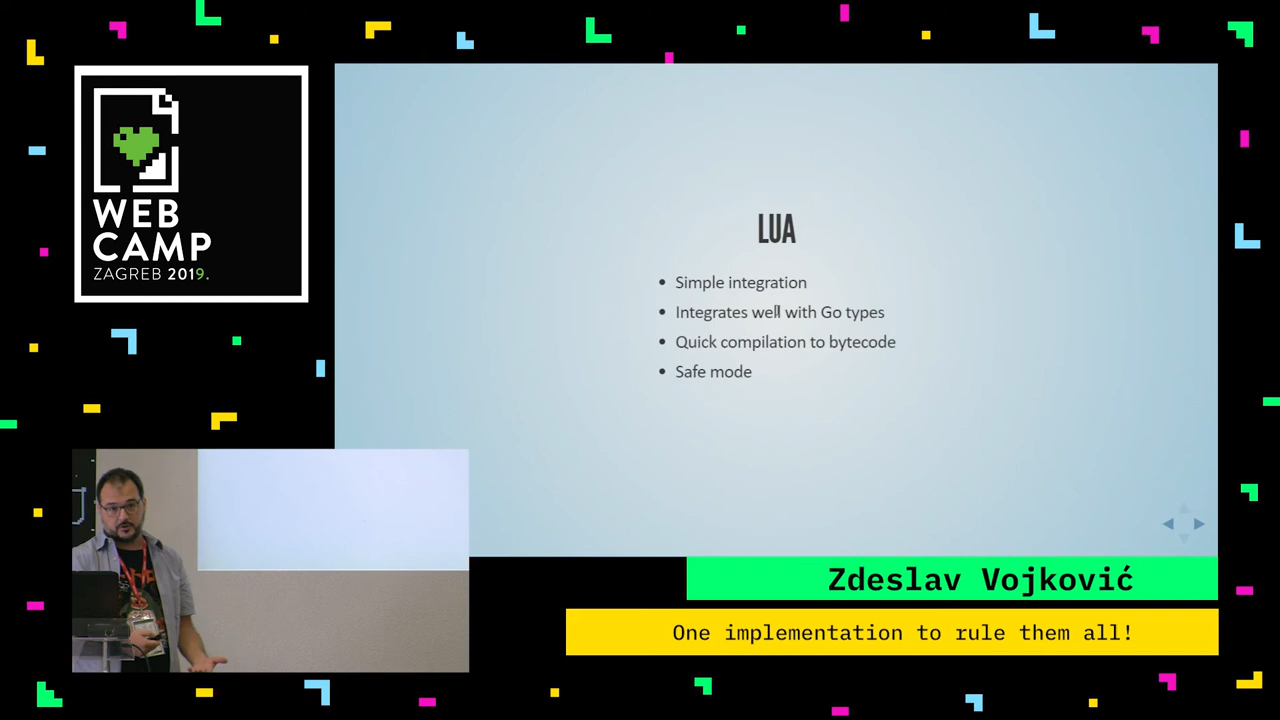 WEB
CAMP
ZAGREB 2019.
LUA
Simple integration
Integrates well with Go types
Quick compilation to bytecode
Safe mode
Zdeslav Vojković
One implementation to rule them all!